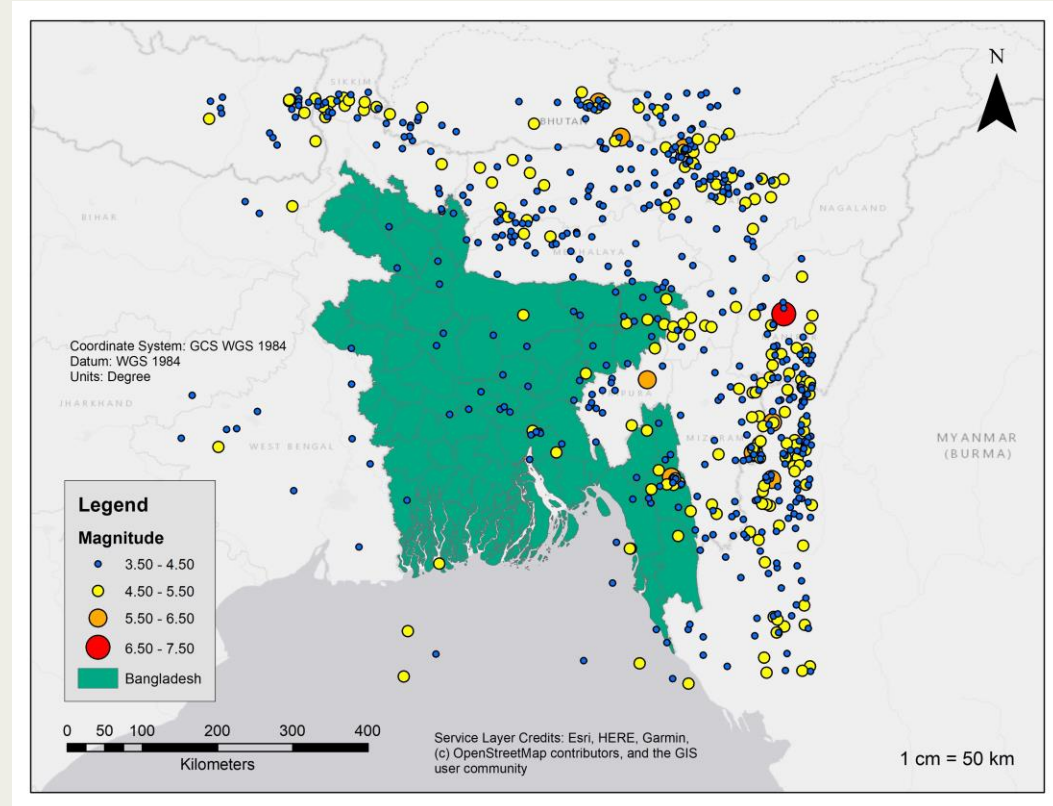 N
SIKKIM
BHUTAN
BIHAR
NAGALAND
Coordinate System: GCS WGS 1984
Datum: WGS 1984
Units: Degree
JHARKHAND
WEST BENGAL
MIZORAM
MYANMAR
(BURMA)
Legend
Magnitude
3.50 - 4.50
4.50 - 5.50
5.50 - 6.50
6.50 - 7.50
Bangladesh
0 50 100 200 300 400
Kilometers
Service Layer Credits: Esri, HERE, Garmin,
(c) OpenStreetMap contributors, and the GIS
user community
1 cm = 50 km